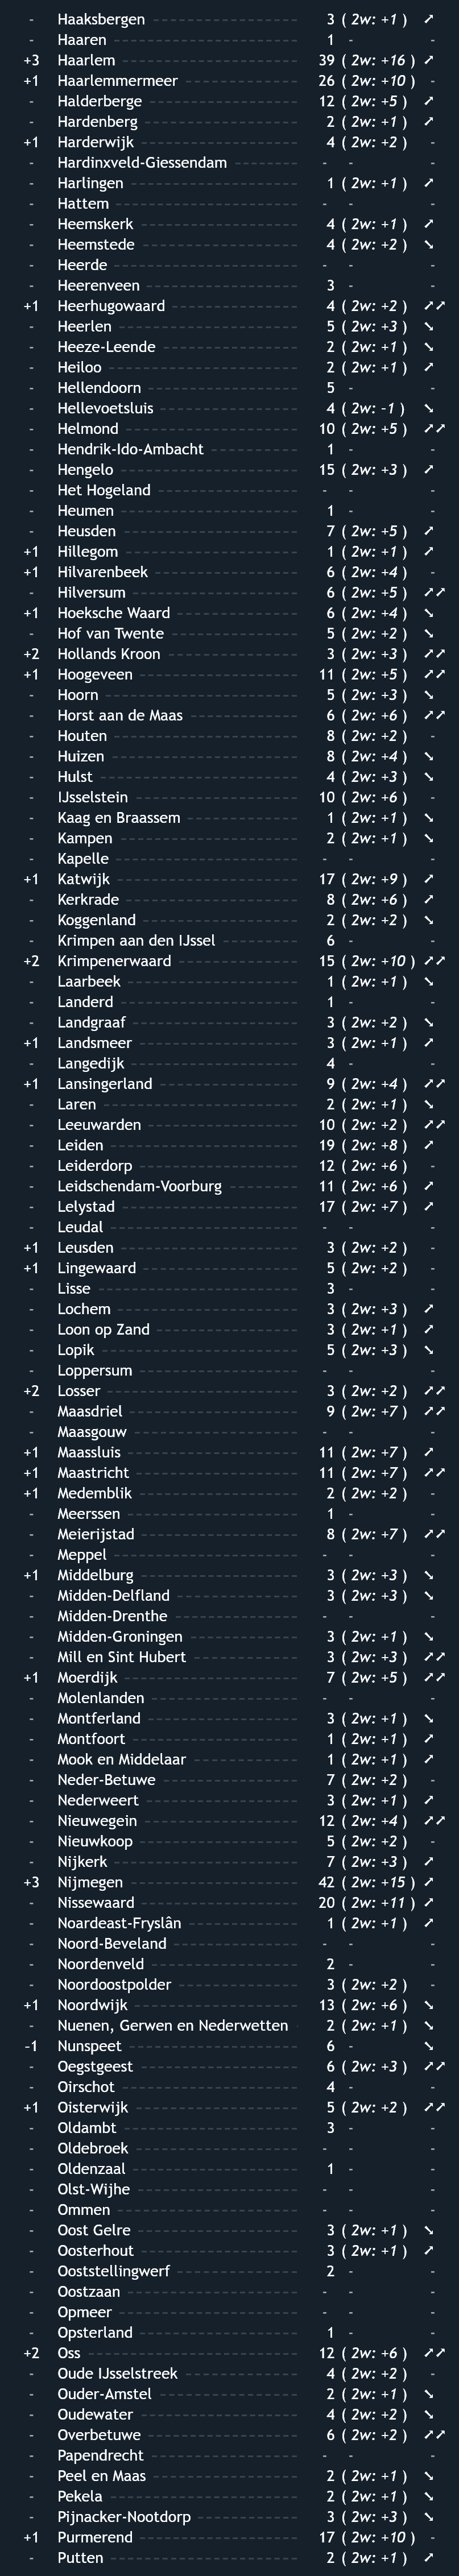 - Haaksbergen 3 ( 2w: +1 ) ➚
- Haaren 1 - -
+3 Haarlem 39 ( 2w: +16 ) ➚
+1 Haarlemmermeer 26 ( 2w: +10 ) -
- Halderberge 12 ( 2w: +5 ) ➚
- Hardenberg 2 ( 2w: +1 ) ➚
+1 Harderwijk 4 ( 2w: +2 ) -
- Hardinxveld-Giessendam - - -
- Harlingen 1 ( 2w: +1 ) ➚
- Hattem - - -
- Heemskerk 4 ( 2w: +1 ) ➚
- Heemstede 4 ( 2w: +2 ) ➘
- Heerde - - -
- Heerenveen 3 - -
+1 Heerhugowaard 4 ( 2w: +2 ) ➚➚
- Heerlen 5 ( 2w: +3 ) ➘
- Heeze-Leende 2 ( 2w: +1 ) ➘
- Heiloo 2 ( 2w: +1 ) ➚
- Hellendoorn 5 - -
- Hellevoetsluis 4 ( 2w: -1 ) ➘
- Helmond 10 ( 2w: +5 ) ➚➚
- Hendrik-Ido-Ambacht 1 - -
- Hengelo 15 ( 2w: +3 ) ➚
- Het Hogeland - - -
- Heumen 1 - -
- Heusden 7 ( 2w: +5 ) ➚
+1 Hillegom 1 ( 2w: +1 ) ➚
+1 Hilvarenbeek 6 ( 2w: +4 ) -
- Hilversum 6 ( 2w: +5 ) ➚➚
+1 Hoeksche Waard 6 ( 2w: +4 ) ➘
- Hof van Twente 5 ( 2w: +2 ) ➘
+2 Hollands Kroon 3 ( 2w: +3 ) ➚➚
+1 Hoogeveen 11 ( 2w: +5 ) ➚➚
- Hoorn 5 ( 2w: +3 ) ➘
- Horst aan de Maas 6 ( 2w: +6 ) ➚➚
- Houten 8 ( 2w: +2 ) -
- Huizen 8 ( 2w: +4 ) ➘
- Hulst 4 ( 2w: +3 ) ➘
- IJsselstein 10 ( 2w: +6 ) -
- Kaag en Braassem 1 ( 2w: +1 ) ➘
- Kampen 2 ( 2w: +1 ) ➘
- Kapelle - - -
+1 Katwijk 17 ( 2w: +9 ) ➚
- Kerkrade 8 ( 2w: +6 ) ➚
- Koggenland 2 ( 2w: +2 ) ➘
- Krimpen aan den IJssel 6 - -
+2 Krimpenerwaard 15 ( 2w: +10 ) ➚➚
- Laarbeek 1 ( 2w: +1 ) ➘
- Landerd 1 - -
- Landgraaf 3 ( 2w: +2 ) ➘
+1 Landsmeer 3 ( 2w: +1 ) ➚
- Langedijk 4 - -
+1 Lansingerland 9 ( 2w: +4 ) ➚➚
- Laren 2 ( 2w: +1 ) ➘
- Leeuwarden 10 ( 2w: +2 ) ➚➚
- Leiden 19 ( 2w: +8 ) ➚
- Leiderdorp 12 ( 2w: +6 ) -
- Leidschendam-Voorburg 11 ( 2w: +6 ) ➚
- Lelystad 17 ( 2w: +7 ) ➚
- Leudal - - -
+1 Leusden 3 ( 2w: +2 ) -
+1 Lingewaard 5 ( 2w: +2 ) -
- Lisse 3 - -
- Lochem 3 ( 2w: +3 ) ➚
- Loon op Zand 3 ( 2w: +1 ) ➚
- Lopik 5 ( 2w: +3 ) ➘
- Loppersum - - -
+2 Losser 3 ( 2w: +2 ) ➚➚
- Maasdriel 9 ( 2w: +7 ) ➚➚
- Maasgouw - - -
+1 Maassluis 11 ( 2w: +7 ) ➚
+1 Maastricht 11 ( 2w: +7 ) ➚➚
+1 Medemblik 2 ( 2w: +2 ) -
- Meerssen 1 - -
- Meierijstad 8 ( 2w: +7 ) ➚➚
- Meppel - - -
+1 Middelburg 3 ( 2w: +3 ) ➘
- Midden-Delfland 3 ( 2w: +3 ) ➘
- Midden-Drenthe - - -
- Midden-Groningen 3 ( 2w: +1 ) ➘
- Mill en Sint Hubert 3 ( 2w: +3 ) ➚➚
+1 Moerdijk 7 ( 2w: +5 ) ➚➚
- Molenlanden - - -
- Montferland 3 ( 2w: +1 ) ➘
- Montfoort 1 ( 2w: +1 ) ➚
- Mook en Middelaar 1 ( 2w: +1 ) ➚
- Neder-Betuwe 7 ( 2w: +2 ) -
- Nederweert 3 ( 2w: +1 ) ➚
- Nieuwegein 12 ( 2w: +4 ) ➚➚
- Nieuwkoop 5 ( 2w: +2 ) -
- Nijkerk 7 ( 2w: +3 ) ➚
+3 Nijmegen 42 ( 2w: +15 ) ➚
- Nissewaard 20 ( 2w: +11 ) ➚
- Noardeast-Fryslân 1 ( 2w: +1 ) ➚
- Noord-Beveland - - -
- Noordenveld 2 - -
- Noordoostpolder 3 ( 2w: +2 ) -
+1 Noordwijk 13 ( 2w: +6 ) ➘
- Nuenen, Gerwen en Nederwetten 2 ( 2w: +1 ) ➘
-1 Nunspeet 6 - ➘
- Oegstgeest 6 ( 2w: +3 ) ➚➚
- Oirschot 4 - -
+1 Oisterwijk 5 ( 2w: +2 ) ➚➚
- Oldambt 3 - -
- Oldebroek - - -
- Oldenzaal 1 - -
- Olst-Wijhe - - -
- Ommen - - -
- Oost Gelre 3 ( 2w: +1 ) ➘
- Oosterhout 3 ( 2w: +1 ) ➚
- Ooststellingwerf 2 - -
- Oostzaan - - -
- Opmeer - - -
- Opsterland 1 - -
+2 Oss 12 ( 2w: +6 ) ➚➚
- Oude IJsselstreek 4 ( 2w: +2 ) -
- Ouder-Amstel 2 ( 2w: +1 ) ➘
- Oudewater 4 ( 2w: +2 ) ➘
- Overbetuwe 6 ( 2w: +2 ) ➚➚
- Papendrecht - - -
- Peel en Maas 2 ( 2w: +1 ) ➘
- Pekela 2 ( 2w: +1 ) ➘
- Pijnacker-Nootdorp 3 ( 2w: +3 ) ➘
+1 Purmerend 17 ( 2w: +10 ) -
- Putten 2 ( 2w: +1 ) ➚